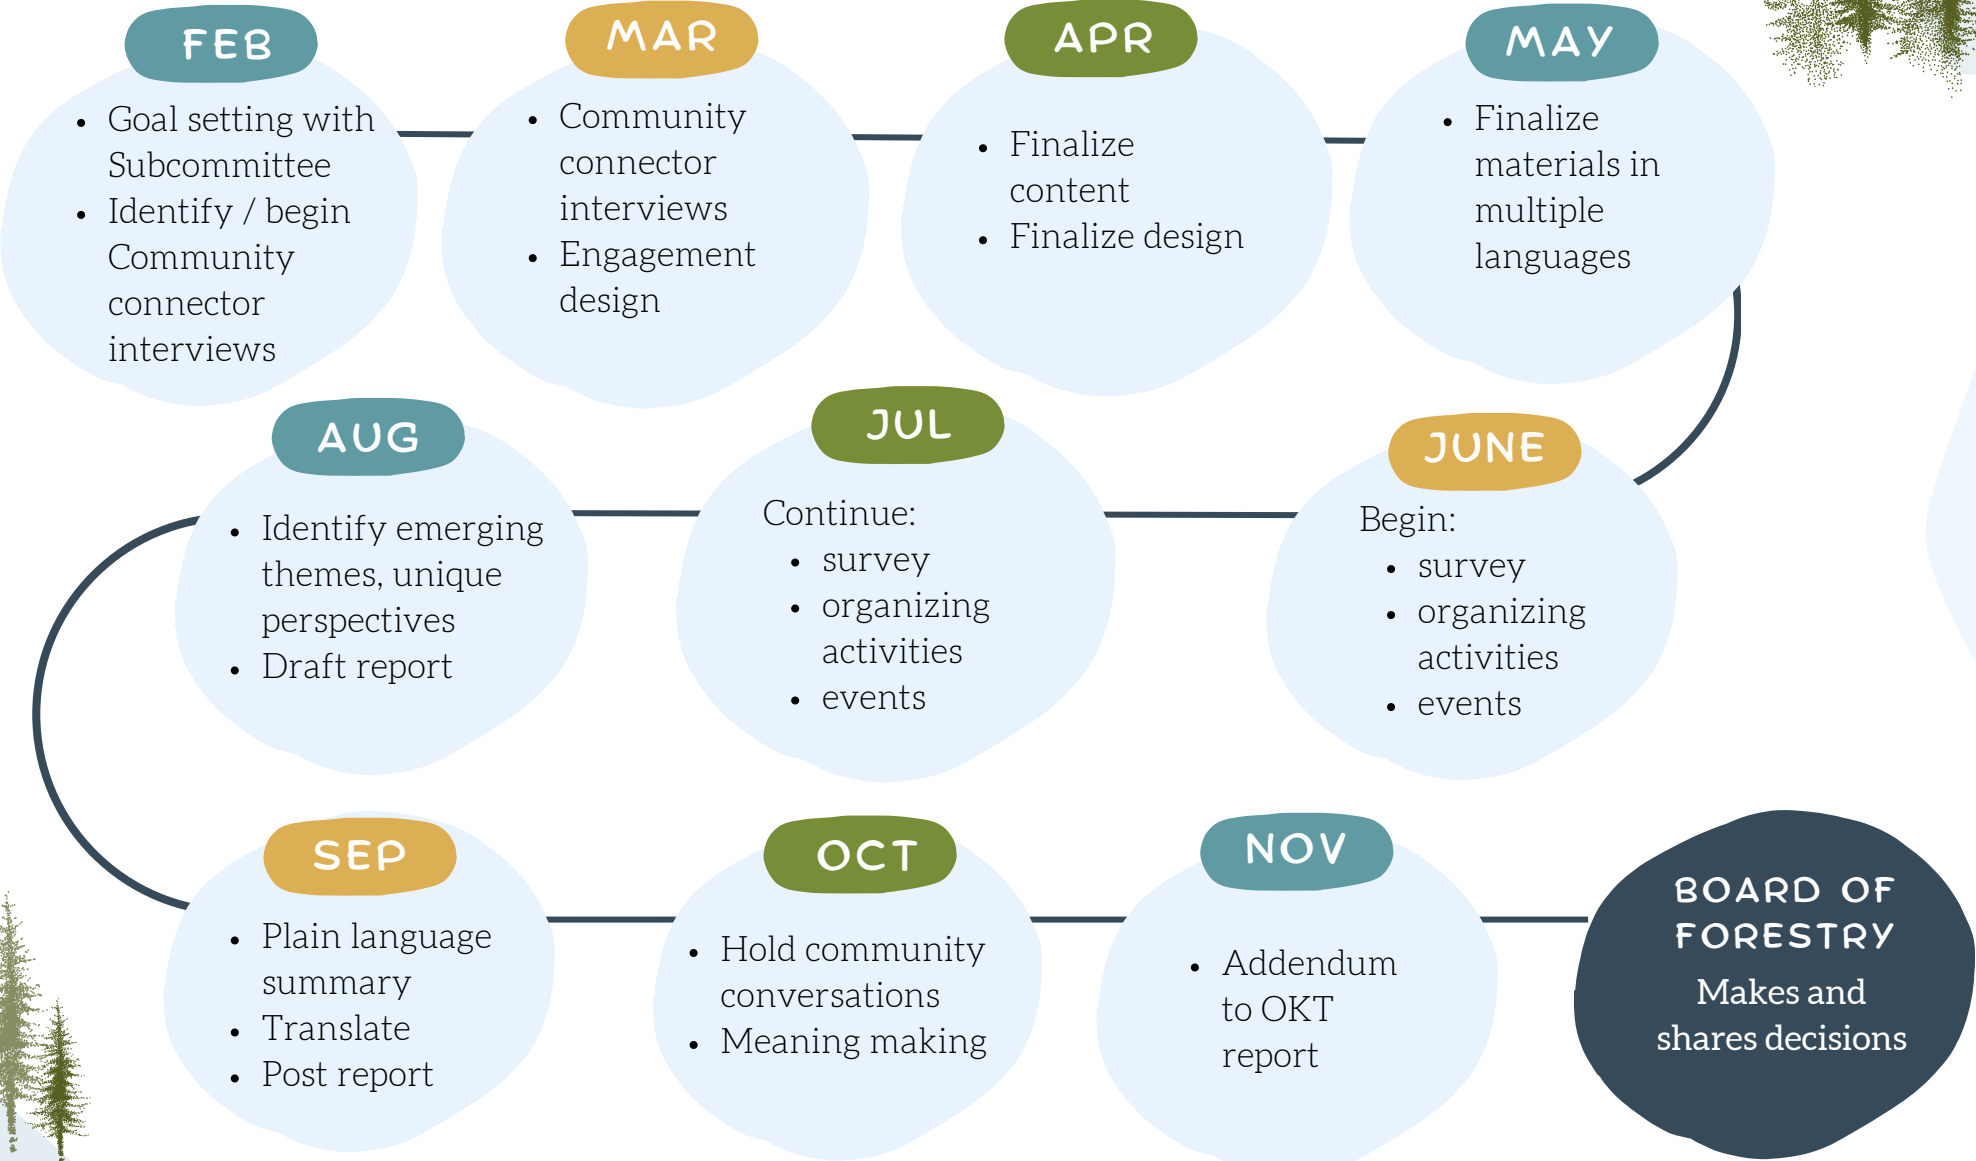 FEB
• Goal setting with
Subcommittee
• Identify / begin
Community
connector
interviews
MAR
• Community
connector
interviews
• Engagement
design
APR
• Finalize
content
• Finalize design
MAY
• Finalize
materials in
multiple
languages
JUNE
Begin:
• survey
• organizing
activities
• events
JUL
Continue:
• survey
• organizing
activities
• events
AUG
• Identify emerging
themes, unique
perspectives
• Draft report
SEP
• Plain language
summary
• Translate
• Post report
OCT
• Hold community
conversations
• Meaning making
NOV
• Addendum
to OKT
report
BOARD OF
FORESTRY
Makes and
shares decisions